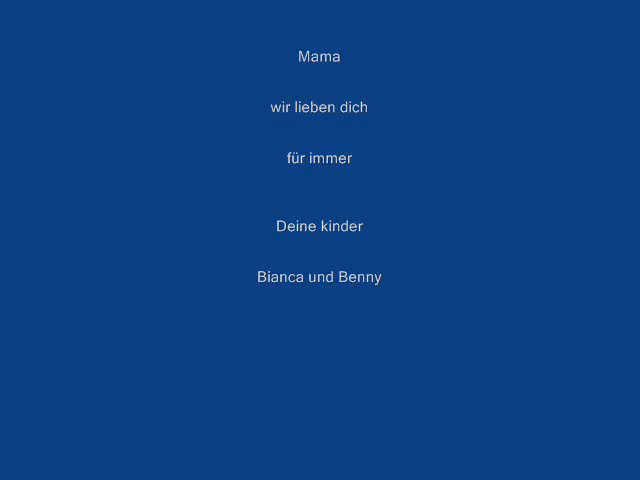 Mama
wir lieben dich
für immer
Deine kinder
Bianca und Benny